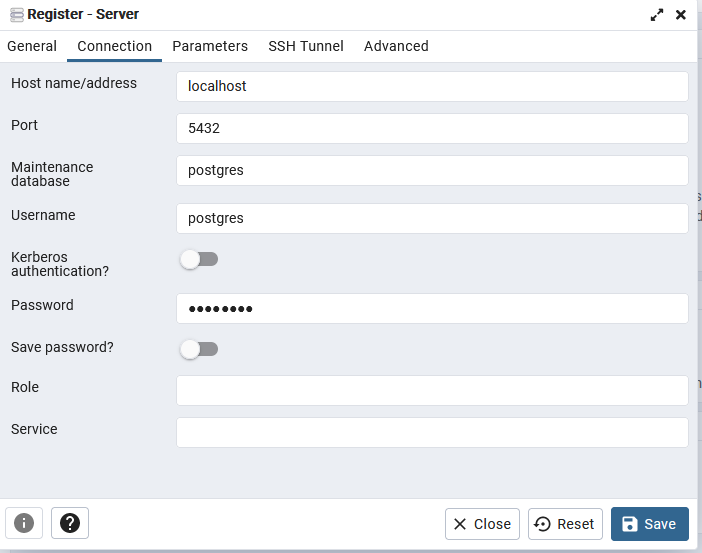 Register - Server
General Connection Parameters SSH Tunnel Advanced
Host name/address localhost
Port 5432
Maintenance
database postgres
Username postgres
Kerberos
authentication?
Password ••••••••
Save password?
Role
Service
Close Reset Save